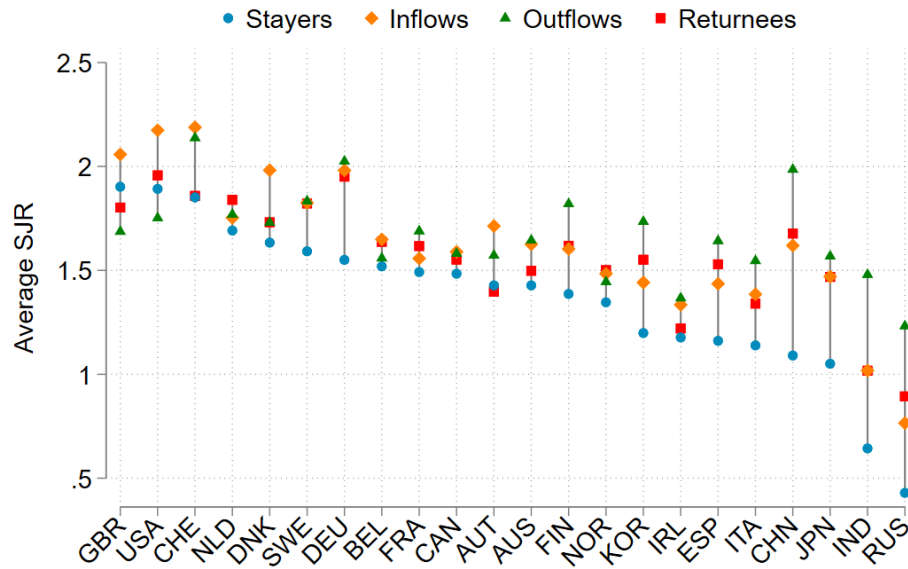 Stayers Inflows Outflows Returnees
Average SJR
2.5
2
1.5
1
.5
GBR USA CHE NLD DNK SWE DEU BEL FRA CAN AUT AUS FIN NOR KOR IRL ESP ITA CHN JPN IND RUS